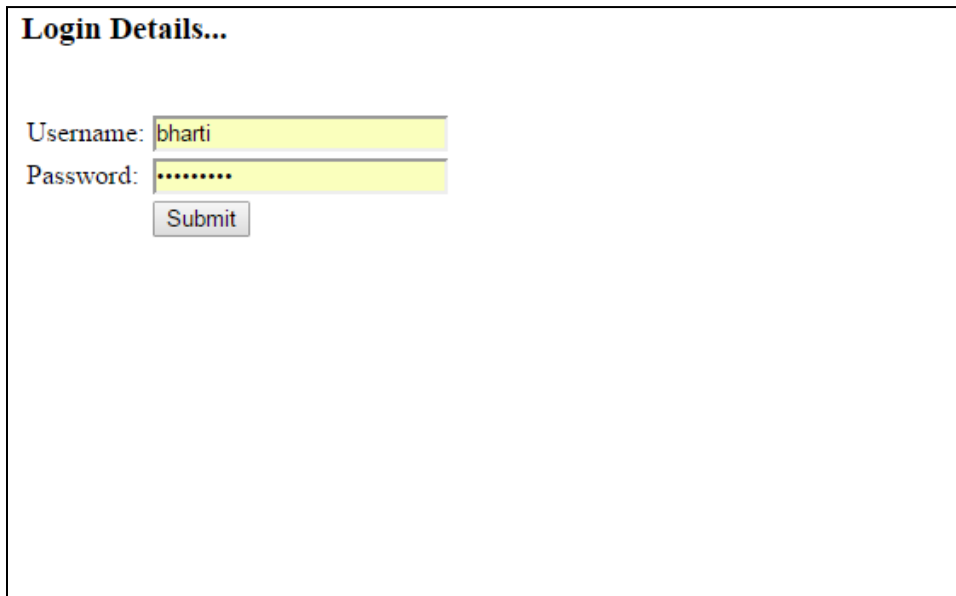 Login Details...
Username: bharti
Password: •••••••••
Submit